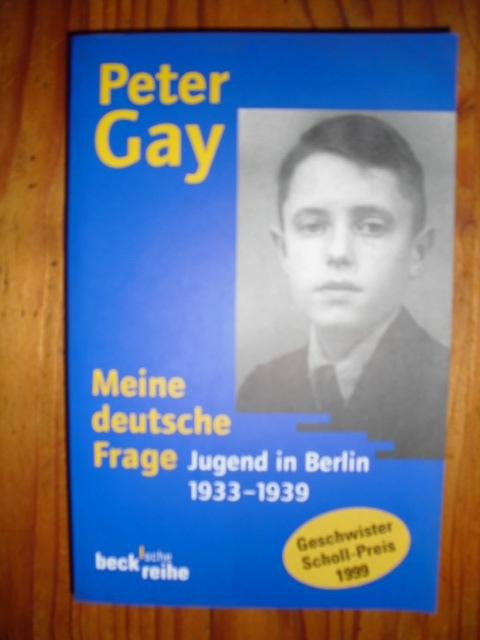 Peter
Gay
Meine
deutsche
Frage Jugend in Berlin
1933–1939
Geschwister
Scholl-Preis
1999
beck'sche
reihe